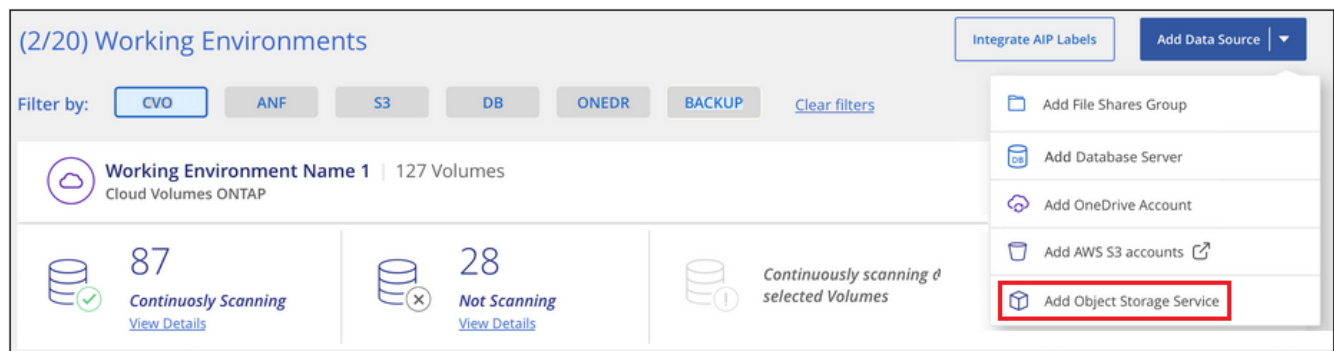 (2/20) Working Environments
Integrate AIP Labels
Add Data Source
Filter by:
CVO
ANF
S3
DB
ONEDR
BACKUP
Clear filters
Add File Shares Group
DB
Add Database Server
Add OneDrive Account
Add AWS S3 accounts
Add Object Storage Service
Working Environment Name 1 | 127 Volumes
Cloud Volumes ONTAP
87
Continuosly Scanning
View Details
28
Not Scanning
View Details
Continuously scanning
selected Volumes